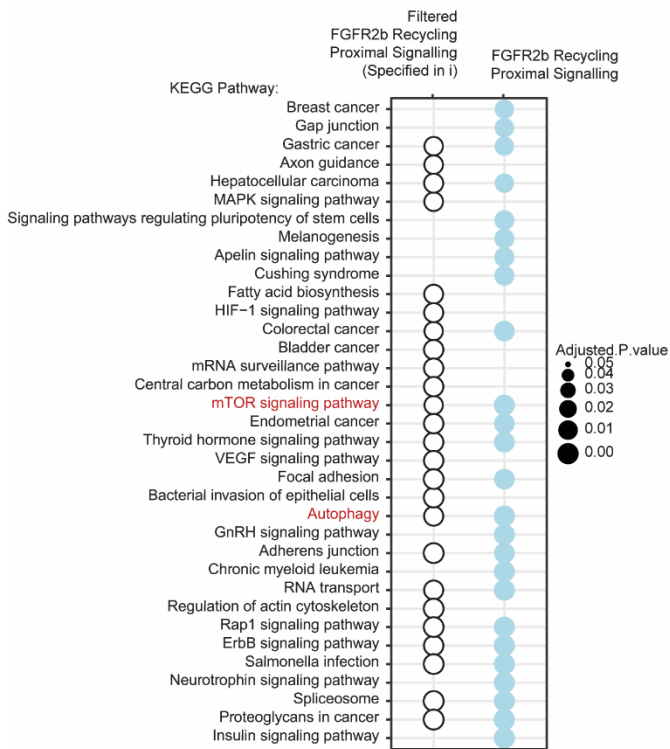 Filtered
FGFR2b Recycling
Proximal Signalling
(Specified in i)
FGFR2b Recycling
Proximal Signalling
KEGG Pathway:
Breast cancer
Gap junction
Gastric cancer
Axon guidance
Hepatocellular carcinoma
MAPK signaling pathway
Signaling pathways regulating pluripotency of stem cells
Melanogenesis
Apelin signaling pathway
Cushing syndrome
Fatty acid biosynthesis
HIF−1 signaling pathway
Colorectal cancer
Bladder cancer
mRNA surveillance pathway
Central carbon metabolism in cancer
mTOR signaling pathway
Endometrial cancer
Thyroid hormone signaling pathway
VEGF signaling pathway
Focal adhesion
Bacterial invasion of epithelial cells
Autophagy
GnRH signaling pathway
Adherens junction
Chronic myeloid leukemia
RNA transport
Regulation of actin cytoskeleton
Rap1 signaling pathway
ErbB signaling pathway
Salmonella infection
Neurotrophin signaling pathway
Spliceosome
Proteoglycans in cancer
Insulin signaling pathway
Adjusted.P.value
0.05
0.04
0.03
0.02
0.01
0.00